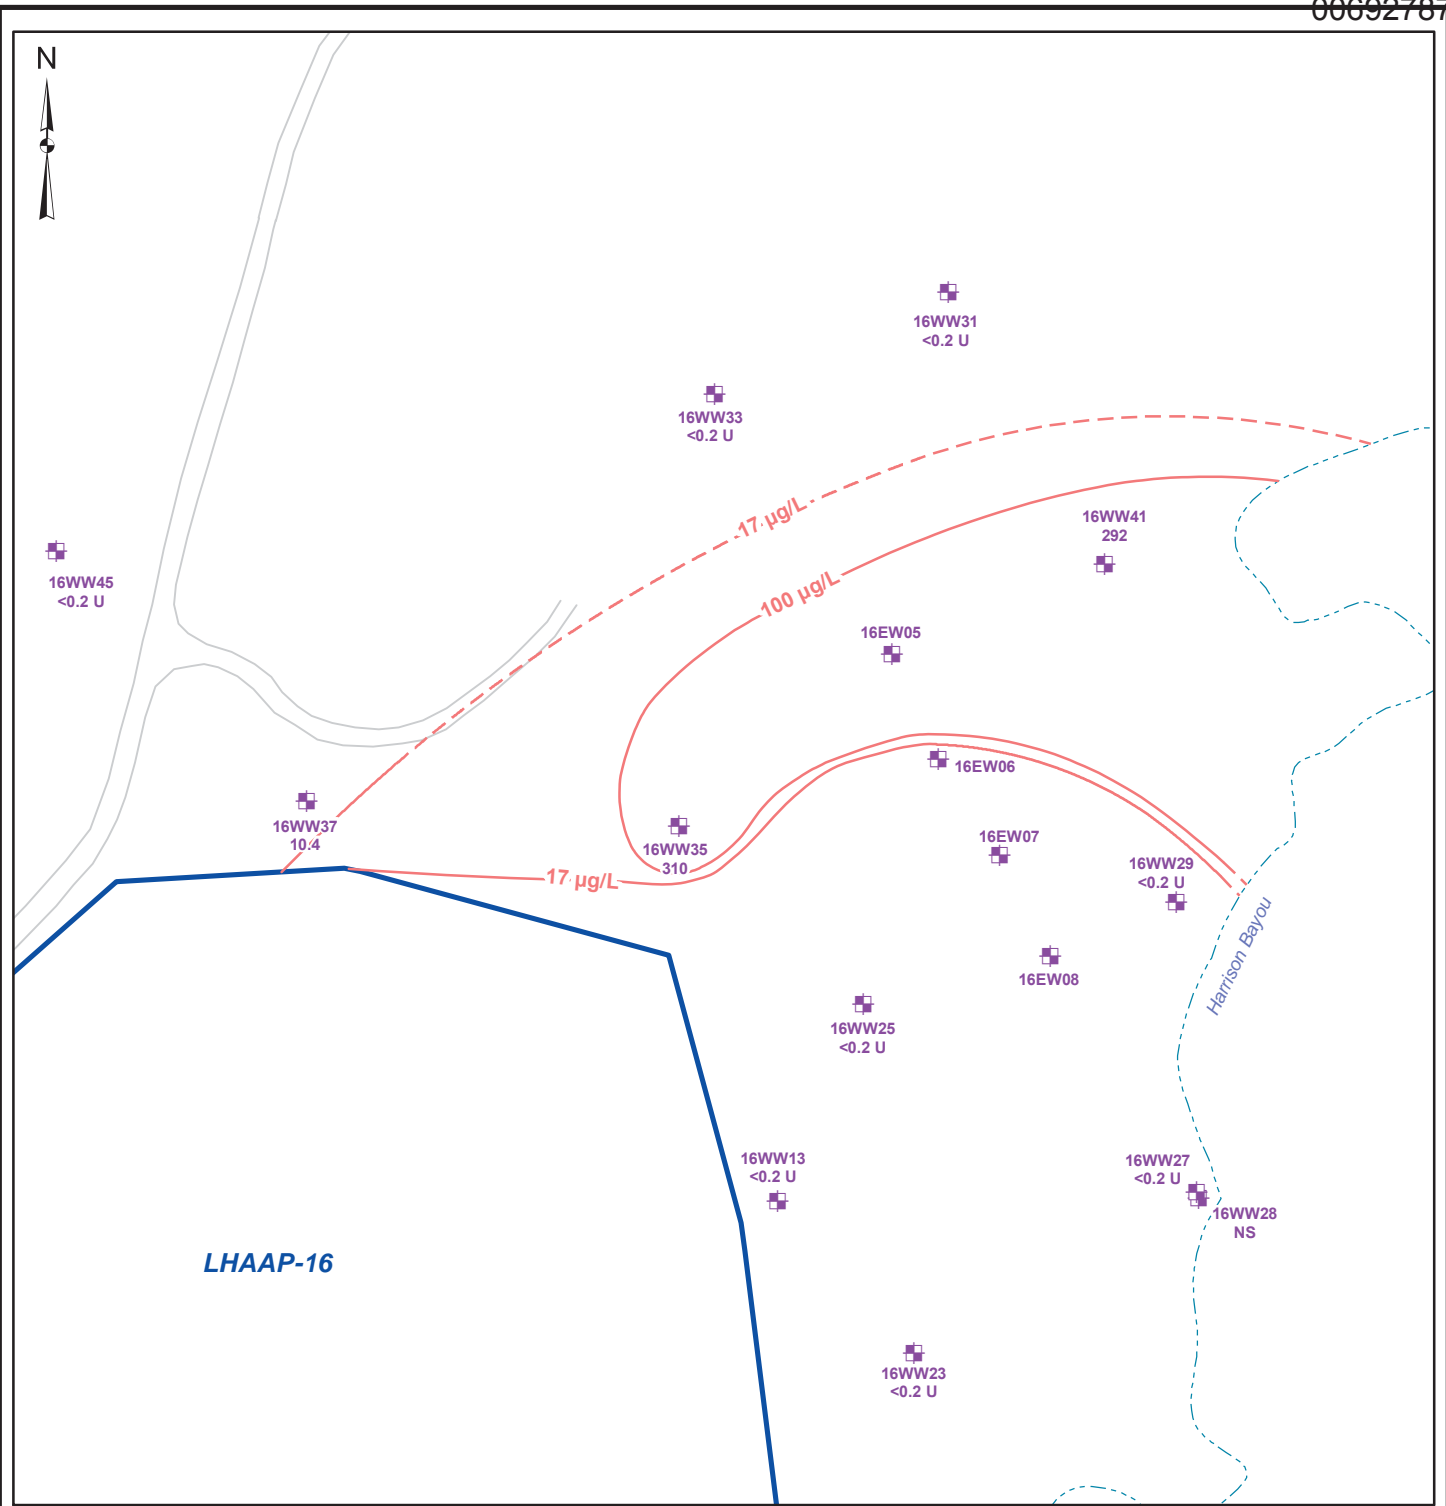 00692787
N
16WW31
<0.2 U
16WW33
<0.2 U
17 µg/L
16WW41
292
16WW45
<0.2 U
100 µg/L
16EW05
16EW06
16WW37
10.4
16WW35
310
16EW07
16WW29
<0.2 U
17 µg/L
Harrison Bayou
16EW08
16WW25
<0.2 U
16WW13
<0.2 U
16WW27
<0.2 U
16WW28
NS
LHAAP-16
16WW23
<0.2 U